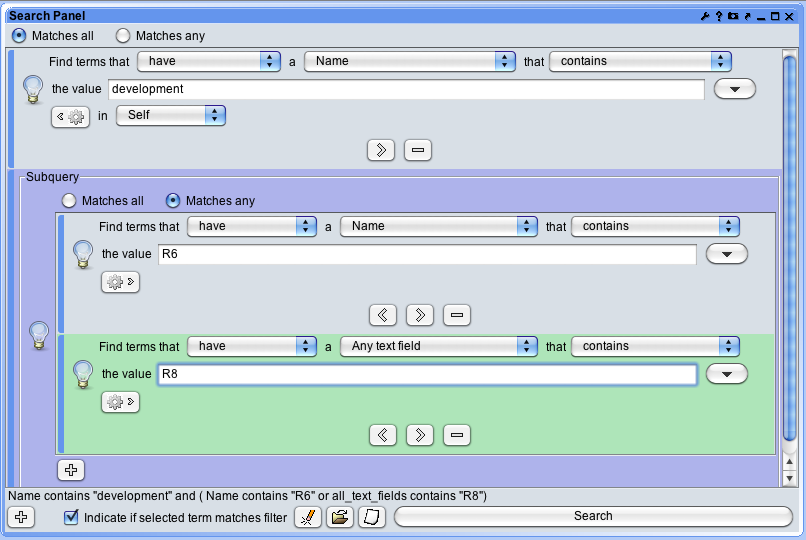 Search Panel
Matches all Matches any
Find terms that have a Name that contains
the value development
in Self
Subquery
Matches all Matches any
Find terms that have a Name that contains
the value R6
Find terms that have a Any text field that contains
the value R8
Name contains "development" and ( Name contains "R6" or all_text_fields contains "R8")
Indicate if selected term matches filter Search